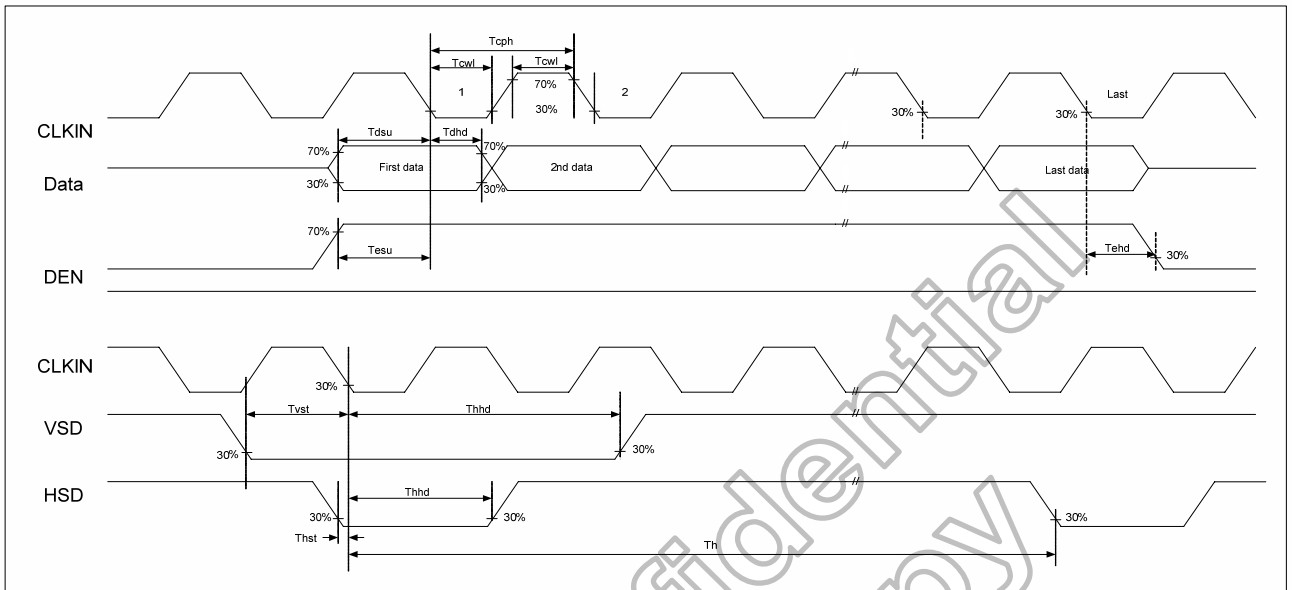 Tcph
Tcwl Tcwl
1 70% 2 // Last
30% 30% 30%
CLKIN
Tdsu Tdhd
70% 70% //
First data 2nd data Last data
Data
30% 30% //
70% //
Tesu Tehd 30%
DEN
CLKIN
30% //
Tvst Thhd //
VSD
30% 30%
HSD //
Thhd
30% 30% 30%
Thst
Th
fidential
py